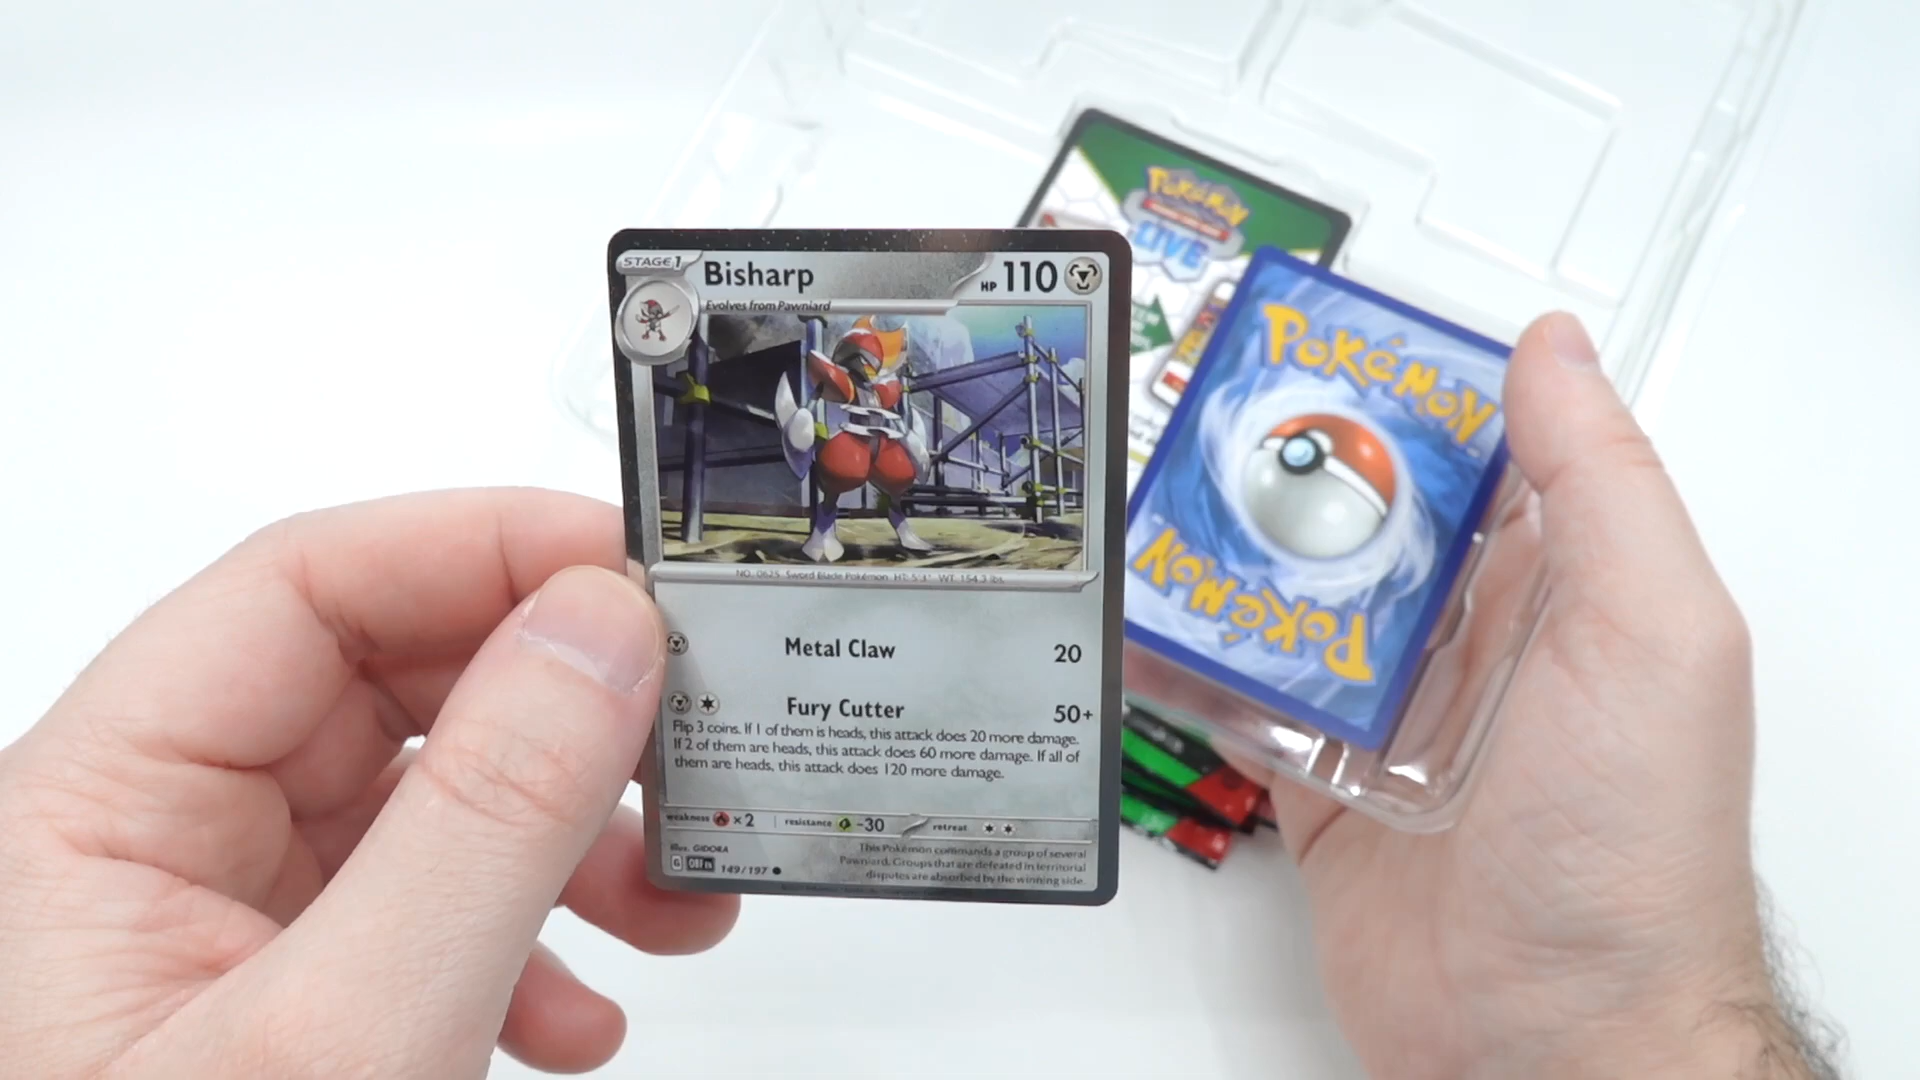 STAGE 1
Bisharp
HP 110
Evolves from Pawniard
NO. 0625 Sword Blade Pokémon HT: 5'3" WT: 154.3 lbs.
Metal Claw 20
Fury Cutter 50+
Flip 3 coins. If 1 of them is heads, this attack does 20 more damage.
If 2 of them are heads, this attack does 60 more damage. If all of
them are heads, this attack does 120 more damage.
weakness ×2 resistance -30 retreat
Illus. GIDORA
G OBF EN 149/197
This Pokémon commands a group of several
Pawniard. Groups that are defeated in territorial
disputes are absorbed by the winning side.
Pokémon
LIVE
Pokémon
Pokémon